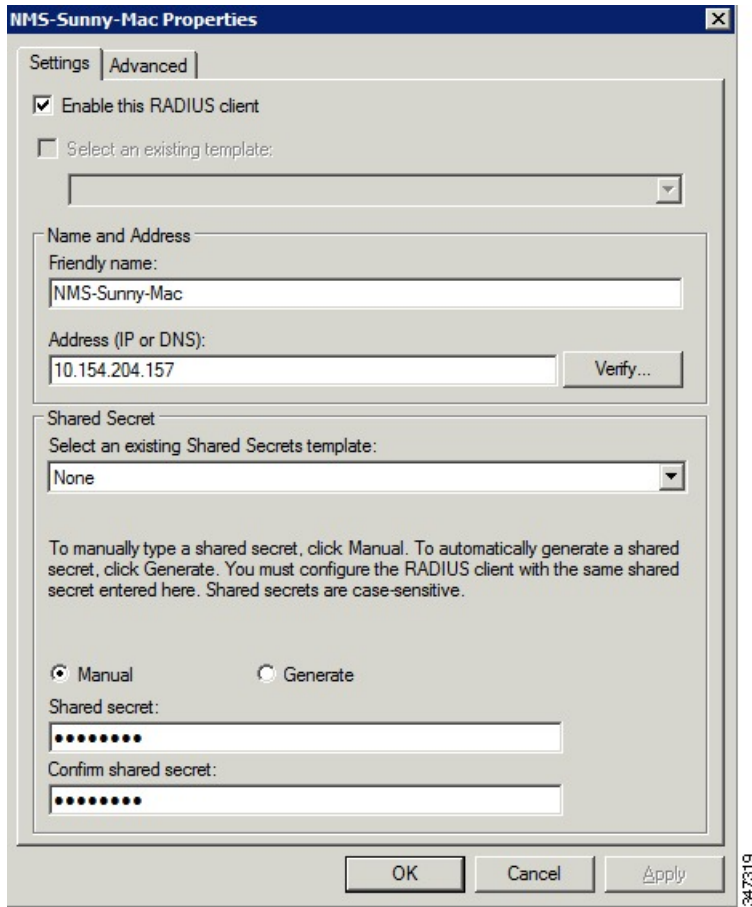 NMS-Sunny-Mac Properties
Settings
Advanced
Enable this RADIUS client
Select an existing template:
Name and Address
Friendly name:
NMS-Sunny-Mac
Address (IP or DNS):
10.154.204.157
Verify...
Shared Secret
Select an existing Shared Secrets template:
None
To manually type a shared secret, click Manual. To automatically generate a shared
secret, click Generate. You must configure the RADIUS client with the same shared
secret entered here. Shared secrets are case-sensitive.
Manual
Generate
Shared secret:
••••••••
Confirm shared secret:
••••••••
OK
Cancel
Apply
347319